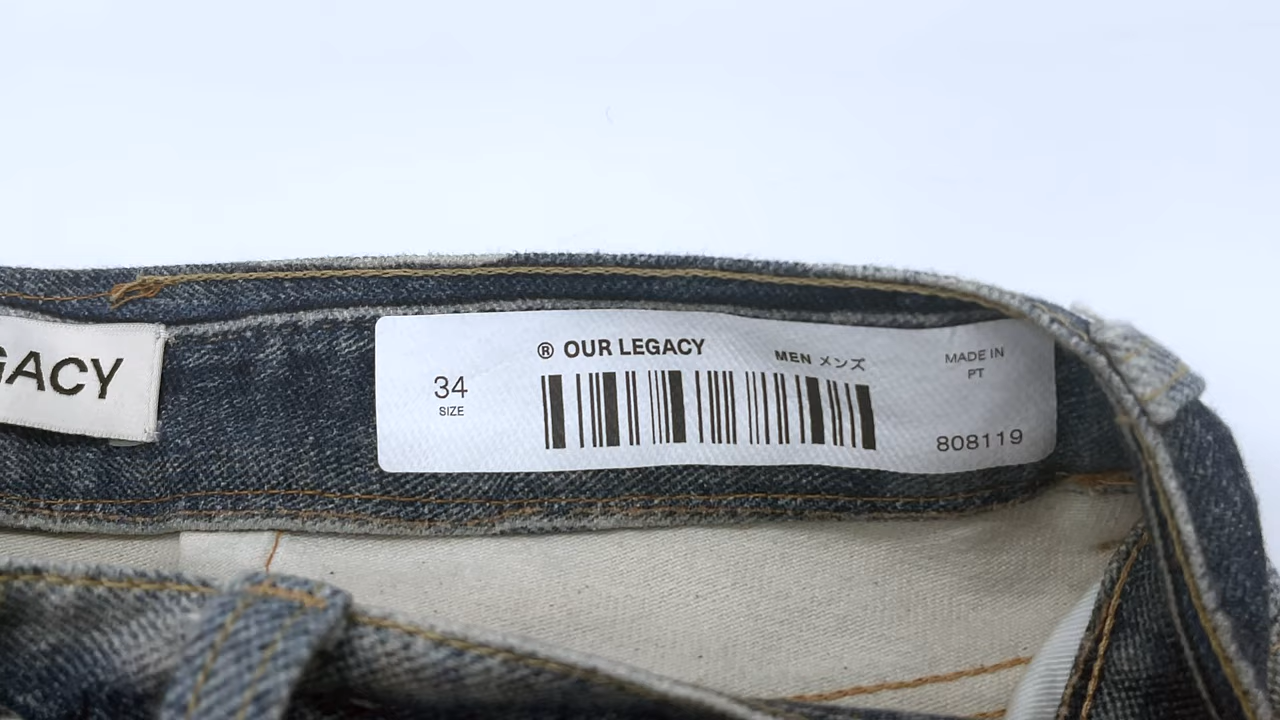 GACY
® OUR LEGACY
MEN メンズ
34
SIZE
MADE IN
PT
808119